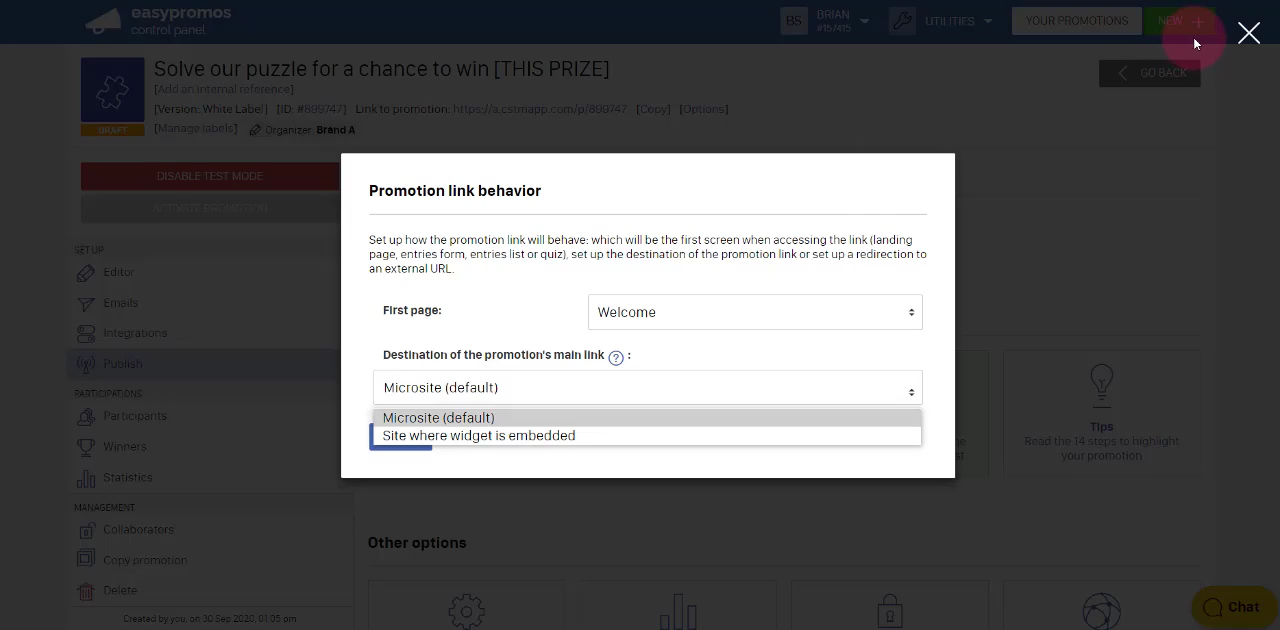 easypromos
control panel
BS
BRIAN
#157415
UTILITIES
YOUR PROMOTIONS
NEW +
Solve our puzzle for a chance to win [THIS PRIZE]
GO BACK
[Add an internal reference]
[Version: White Label] [ID: #899747] Link to promotion: https://a.cstmapp.com/p/899747 [Copy] [Options]
DRAFT
[Manage labels] Organizer: Brand A
DISABLE TEST MODE
ACTIVATE PROMOTION
SET UP
Editor
Emails
Integrations
Publish
PARTICIPATIONS
Participants
Winners
Statistics
MANAGEMENT
Collaborators
Copy promotion
Delete
Created by you, on 30 Sep 2020, 01:05 pm
Promotion link behavior
Set up how the promotion link will behave: which will be the first screen when accessing the link (landing
page, entries form, entries list or quiz), set up the destination of the promotion link or set up a redirection to
an external URL.
First page:
Welcome
Destination of the promotion's main link ? :
Microsite (default)
Microsite (default)
Site where widget is embedded
Tips
Read the 14 steps to highlight
your promotion
Other options
Chat